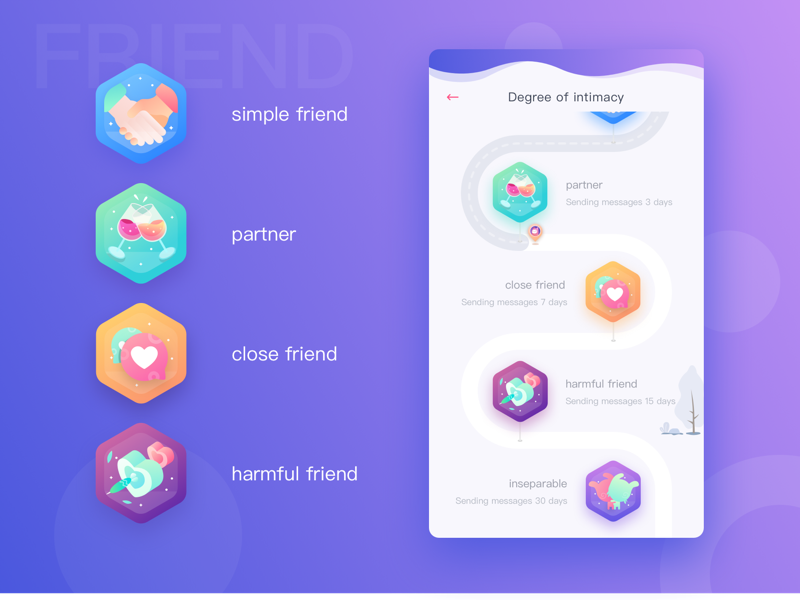 FRIEND
simple friend
partner
close friend
harmful friend
Degree of intimacy
partner
Sending messages 3 days
close friend
Sending messages 7 days
harmful friend
Sending messages 15 days
inseparable
Sending messages 30 days